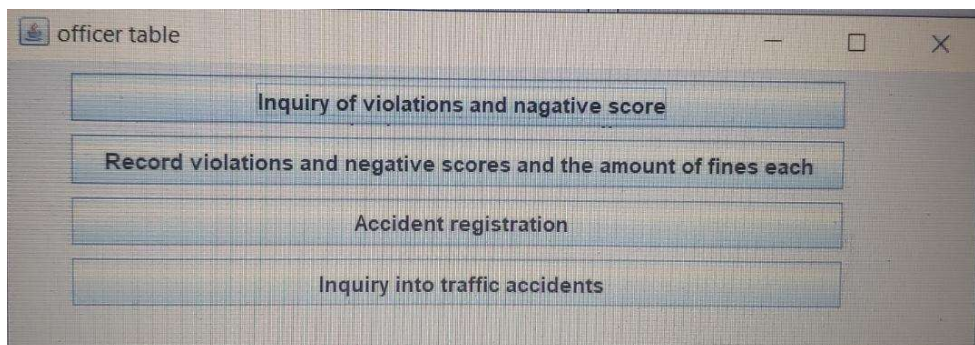 officer table
Inquiry of violations and nagative score
Record violations and negative scores and the amount of fines each
Accident registration
Inquiry into traffic accidents